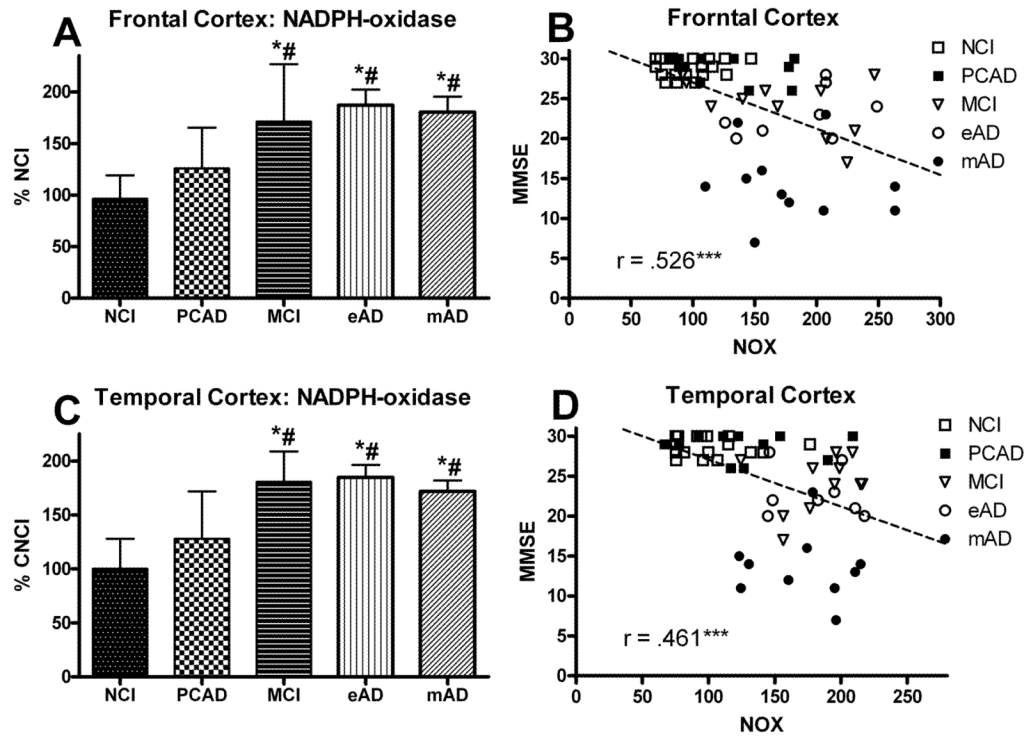 A
Frontal Cortex: NADPH-oxidase
% NCI
200
150
100
50
0
*#
*#
*#
NCI PCAD MCI eAD mAD
B
Frorntal Cortex
MMSE
30
25
20
15
10
5
0
r = .526***
0 50 100 150 200 250 300
NOX
NCI
PCAD
MCI
eAD
mAD
C
Temporal Cortex: NADPH-oxidase
% CNCI
200
150
100
50
0
*#
*#
*#
NCI PCAD MCI eAD mAD
D
Temporal Cortex
MMSE
30
25
20
15
10
5
0
r = .461***
0 50 100 150 200 250
NOX
NCI
PCAD
MCI
eAD
mAD